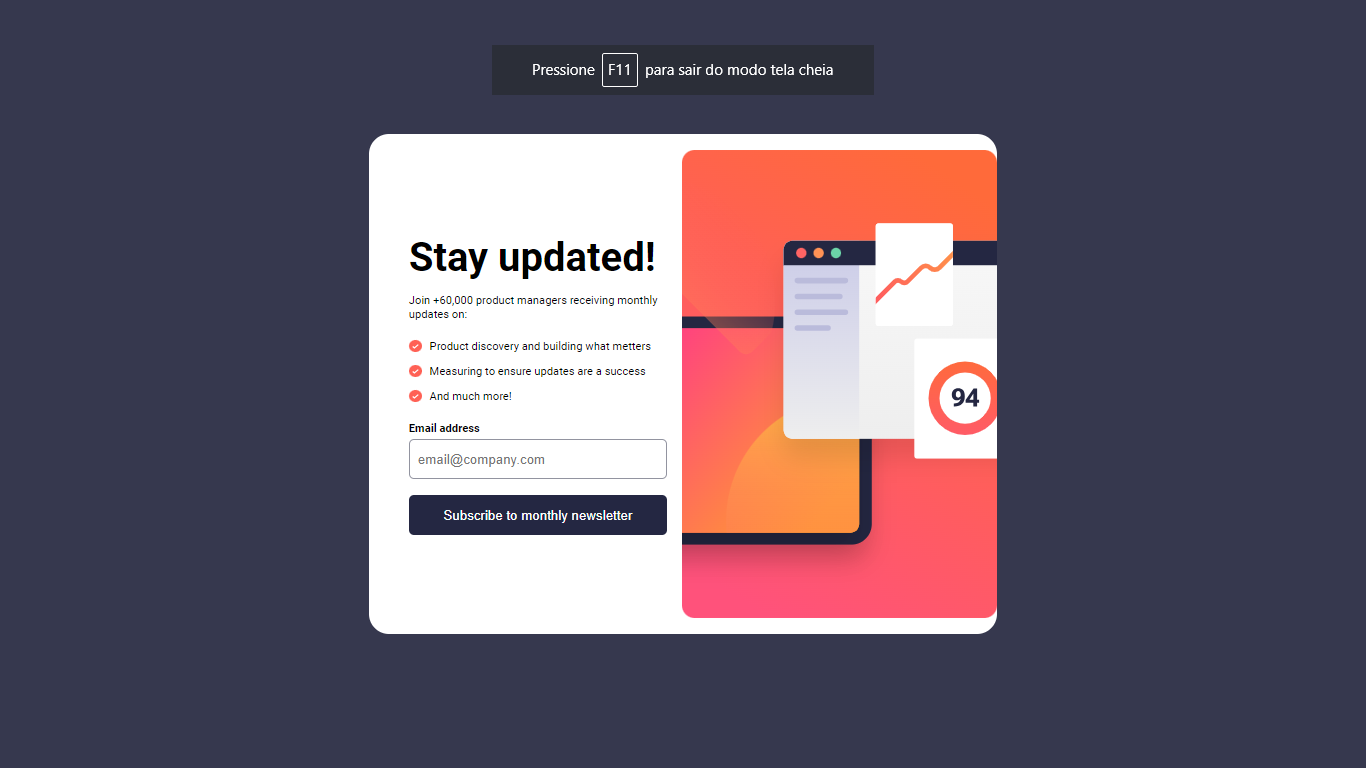 Pressione F11 para sair do modo tela cheia
Stay updated!
Join +60,000 product managers receiving monthly
updates on:
Product discovery and building what metters
Measuring to ensure updates are a success
And much more!
Email address
email@company.com
Subscribe to monthly newsletter
94